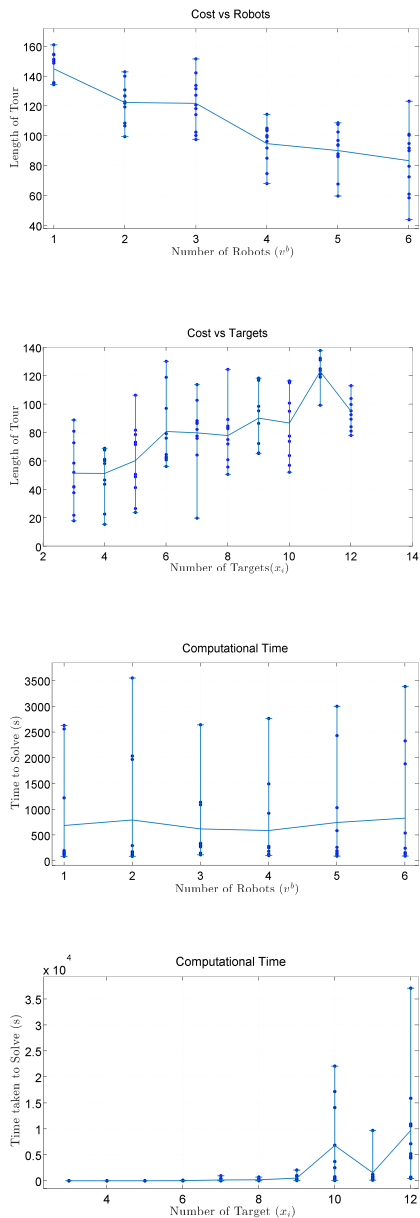 Cost vs Robots
160
140
120
100
80
60
40
Length of Tour
1 2 3 4 5 6
Number of Robots (v^b)
Cost vs Targets
140
120
100
80
60
40
20
0
Length of Tour
2 4 6 8 10 12 14
Number of Targets(x_i)
Computational Time
3500
3000
2500
2000
1500
1000
500
0
Time to Solve (s)
1 2 3 4 5 6
Number of Robots (v^b)
Computational Time
x 10^4
3.5
3
2.5
2
1.5
1
0.5
0
Time taken to Solve (s)
4 6 8 10 12
Number of Target (x_i)